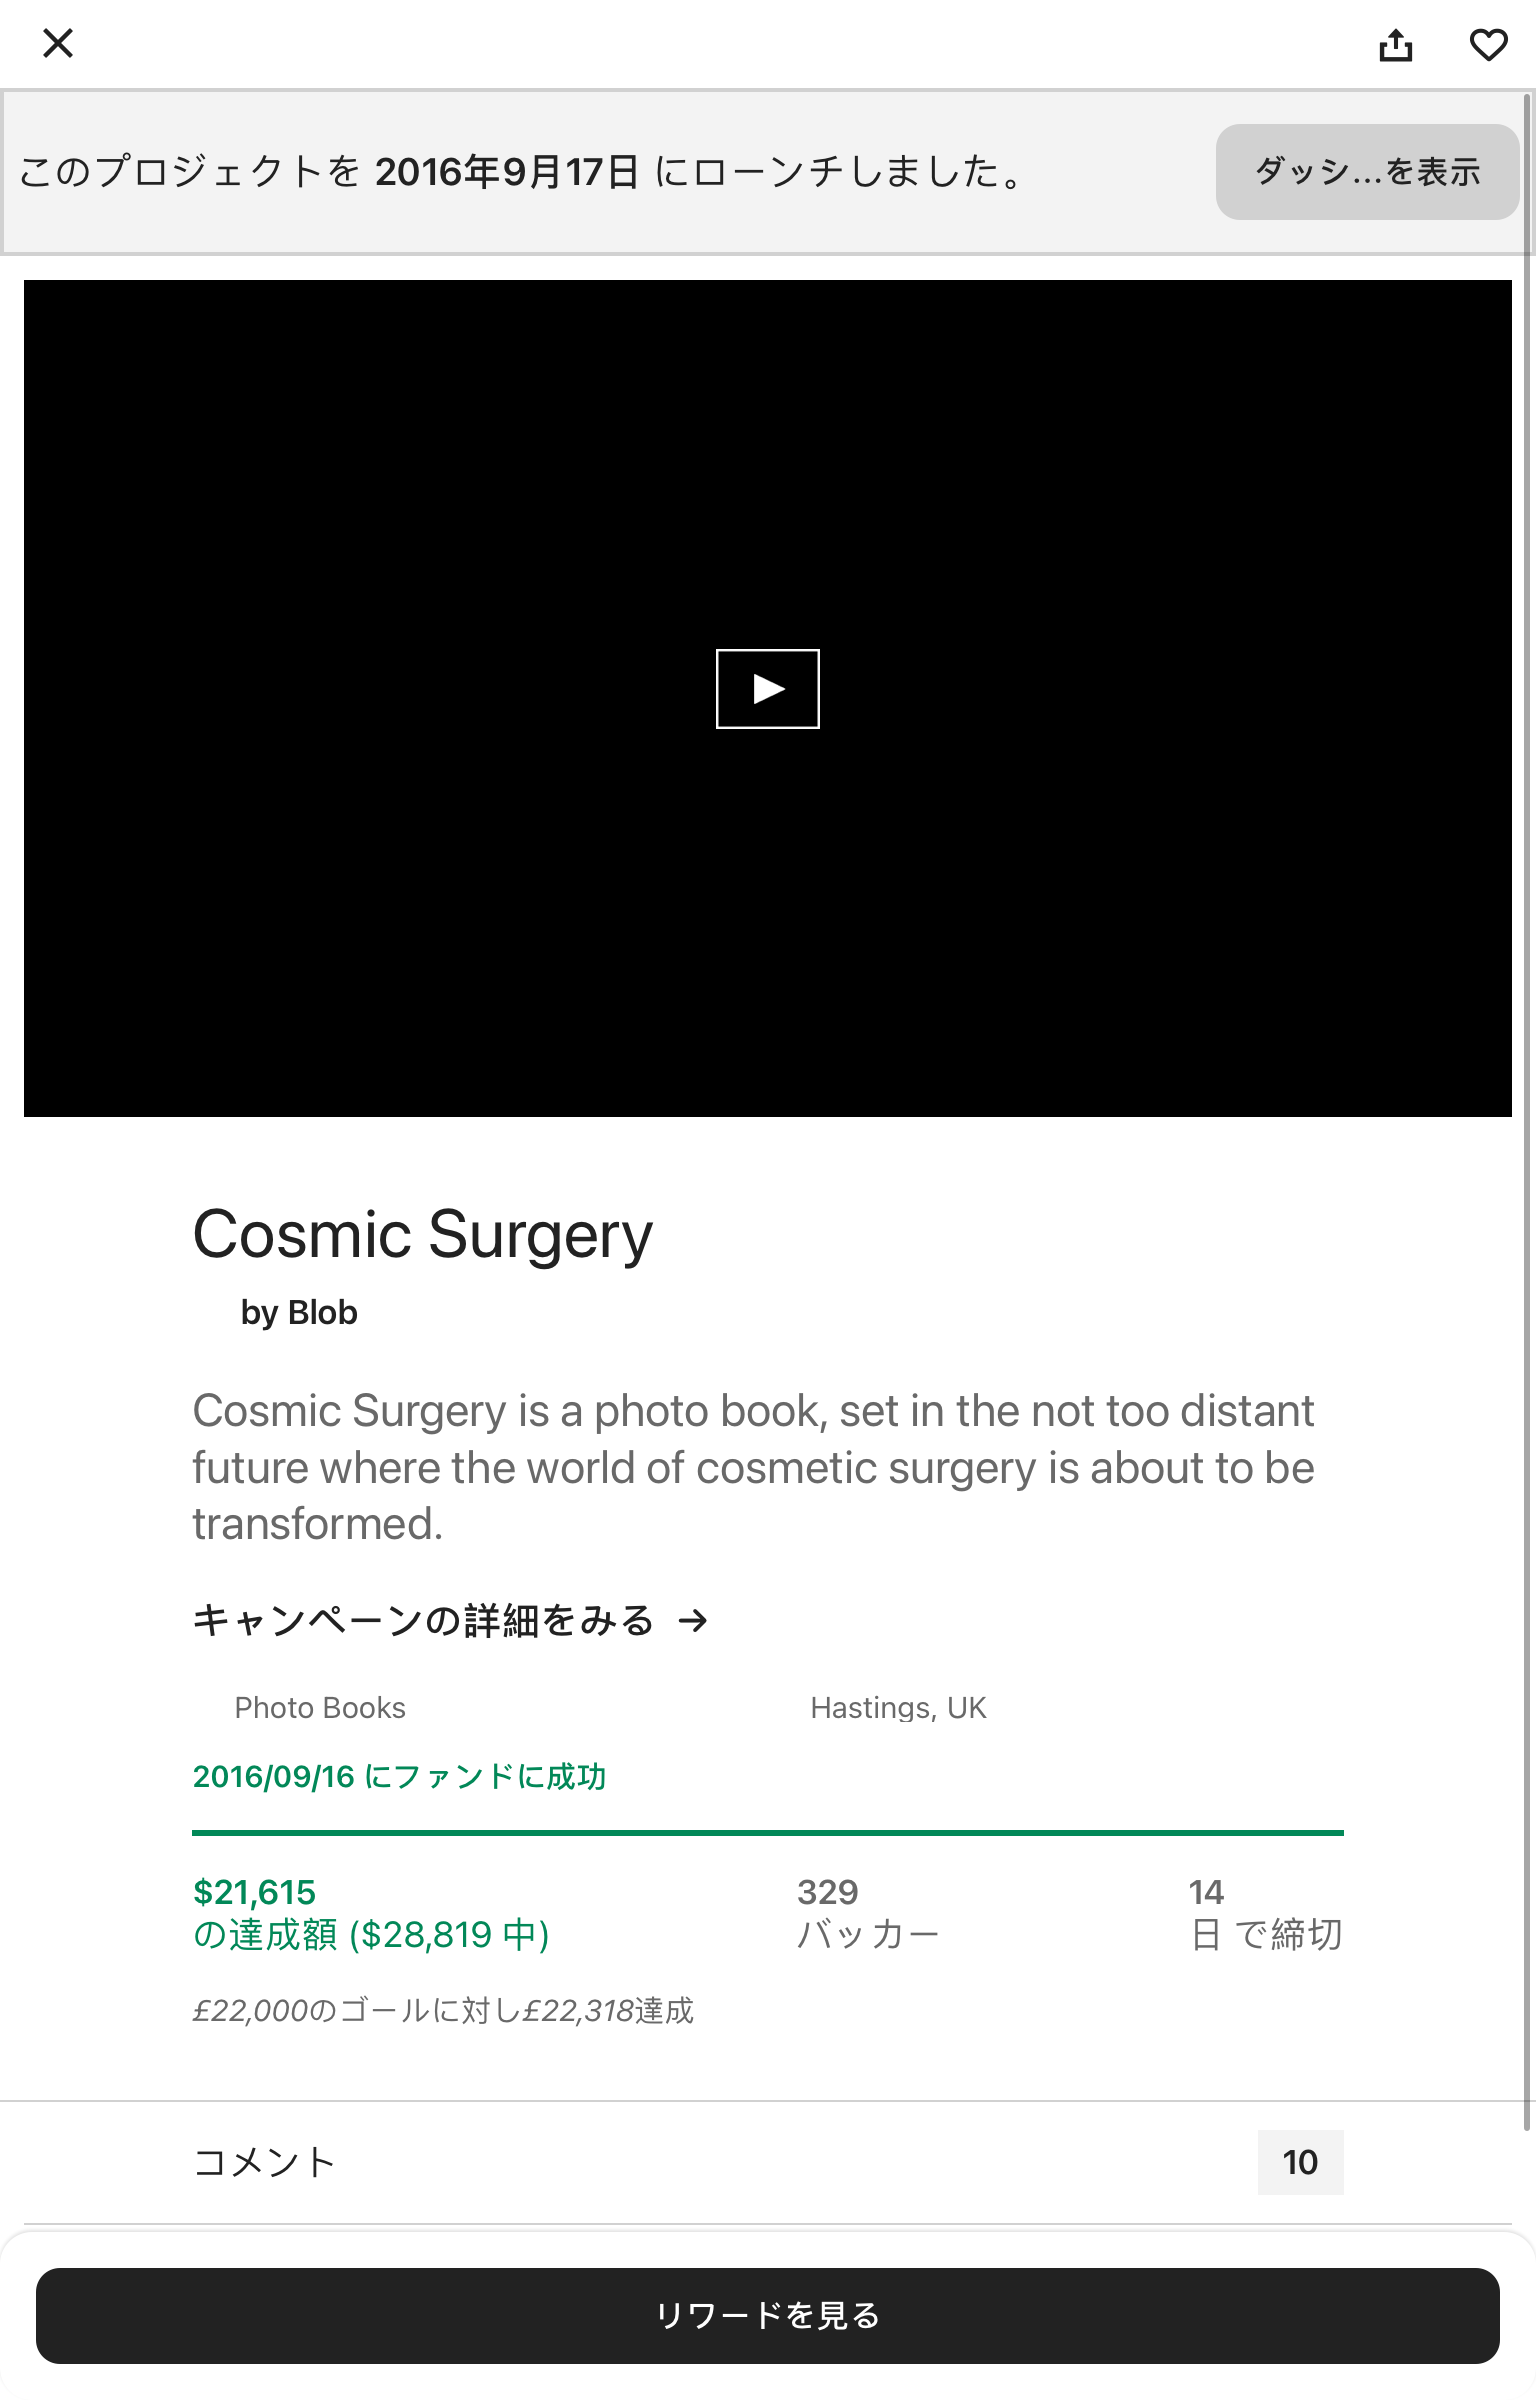 このプロジェクトを 2016年9月17日 にローンチしました。
ダッシ...を表示
Cosmic Surgery
by Blob
Cosmic Surgery is a photo book, set in the not too distant
future where the world of cosmetic surgery is about to be
transformed.
キャンペーンの詳細をみる →
Photo Books
Hastings, UK
2016/09/16 にファンドに成功
$21,615
の達成額 ($28,819 中)
329
バッカー
14
日 で締切
£22,000のゴールに対し£22,318達成
コメント
10
リワードを見る